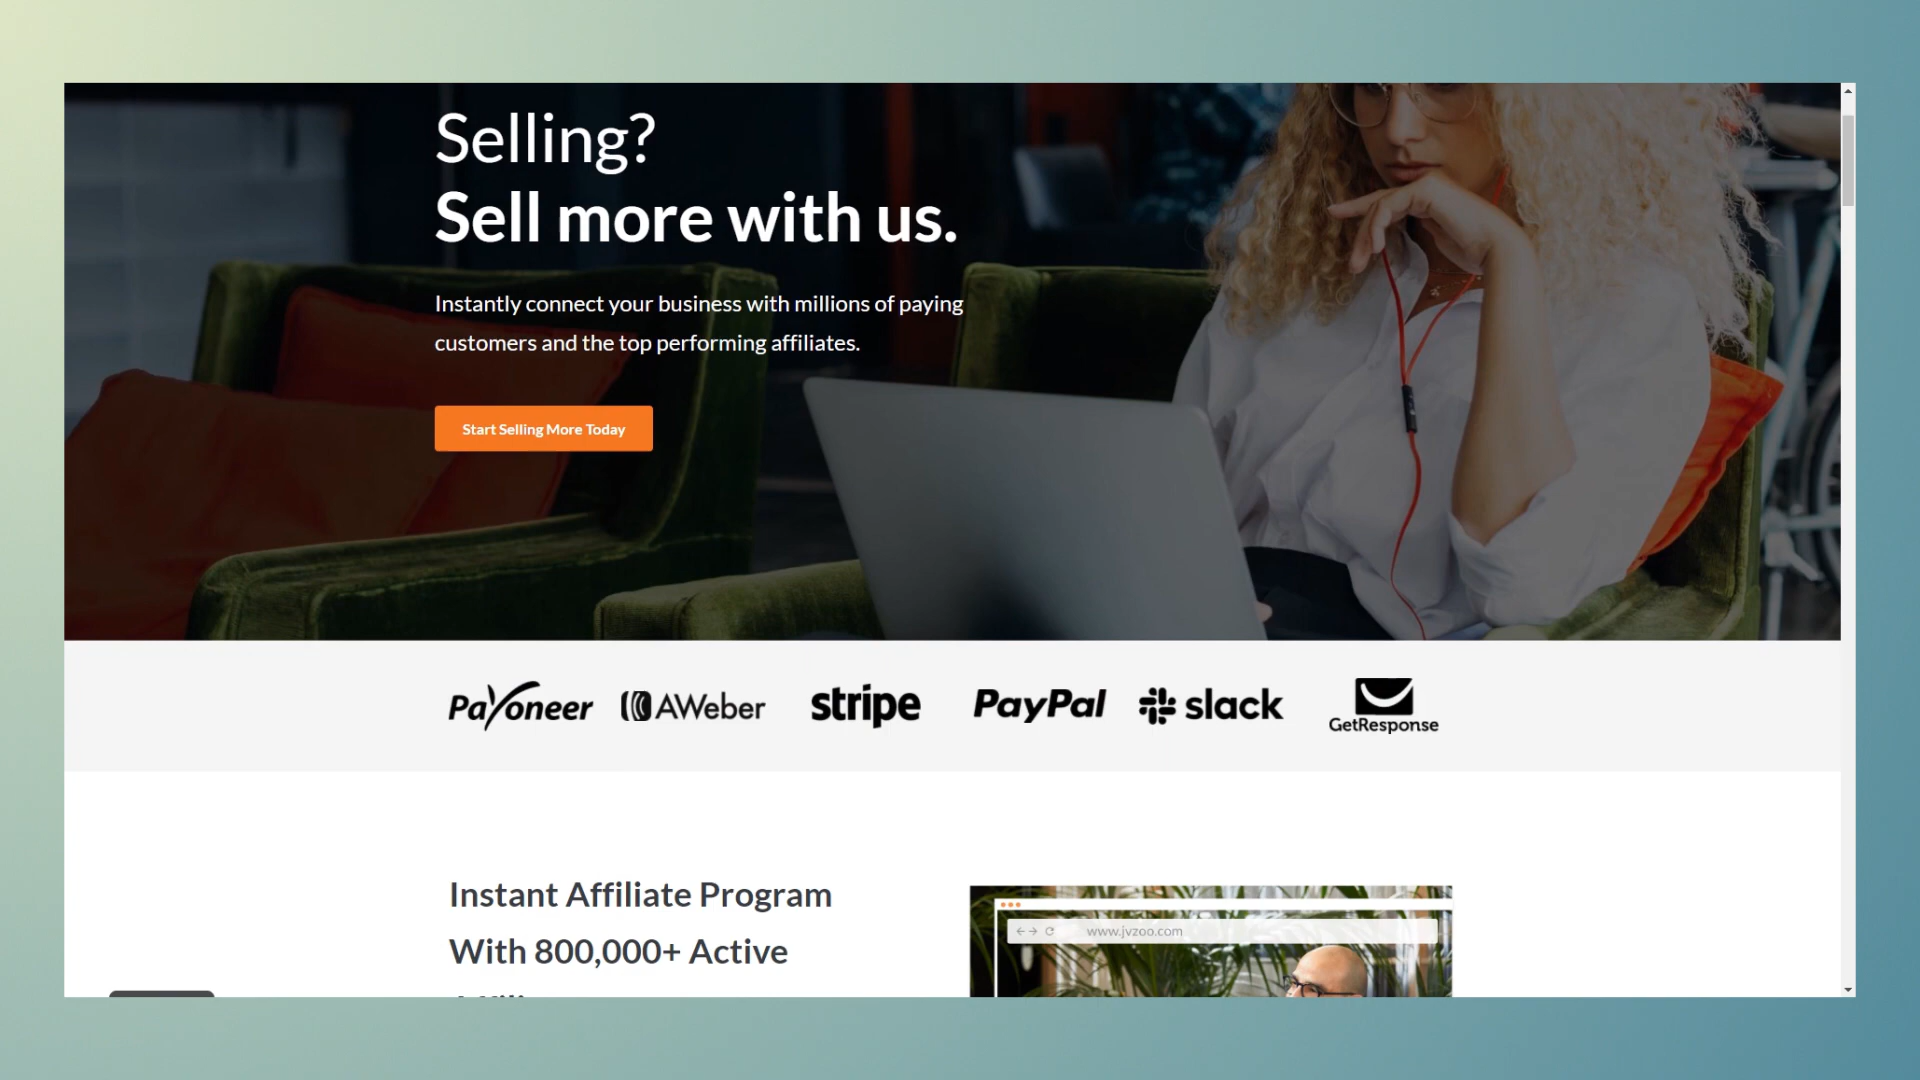 Selling?
Sell more with us.
Instantly connect your business with millions of paying
customers and the top performing affiliates.
Start Selling More Today
Payoneer AWeber stripe PayPal slack GetResponse
Instant Affiliate Program
With 800,000+ Active
www.jvzoo.com